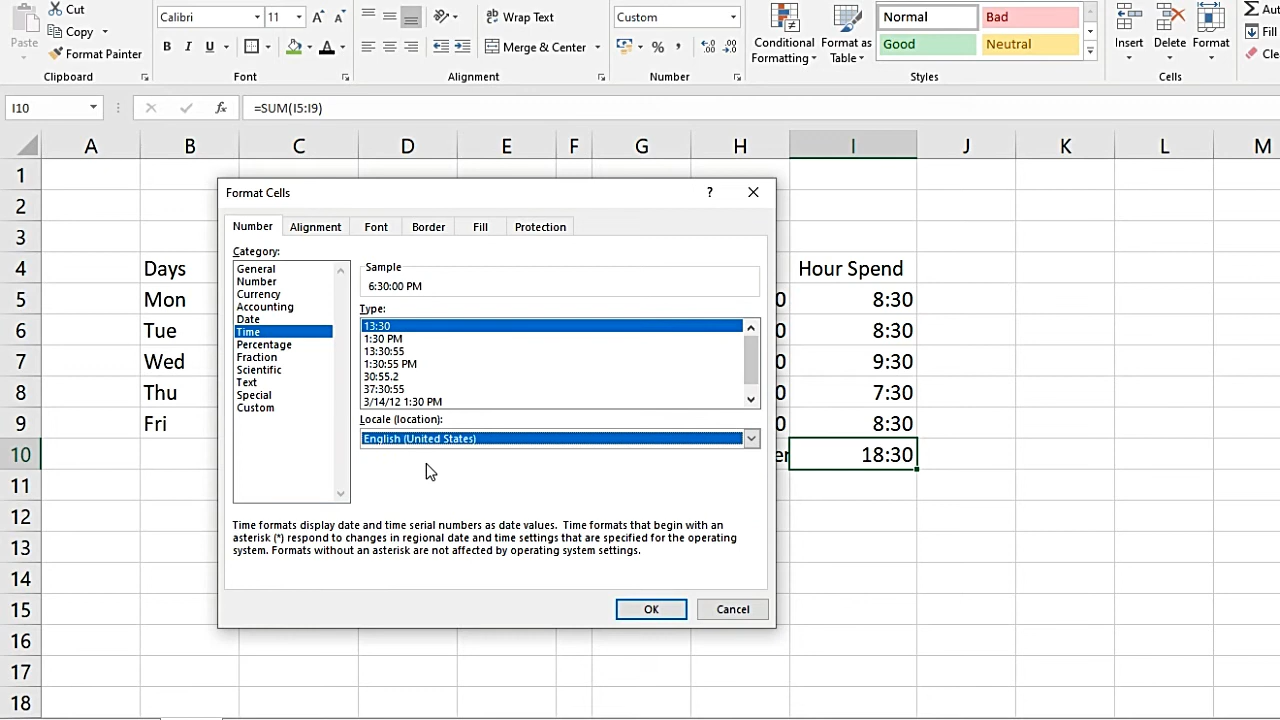 Cut
Copy
Paste
Format Painter
Clipboard
Calibri
11
A
A
B
I
U
A
Font
Wrap Text
Merge & Center
Alignment
Custom
%
,
Number
Conditional
Formatting
Format as
Table
Normal
Bad
Good
Neutral
Styles
Insert
Delete
Format
Cells
Fill
I10
fx
=SUM(I5:I9)
A B C D E F G H I J K L M
1
2
3
4 Days Hour Spend
5 Mon 0 8:30
6 Tue 0 8:30
7 Wed 0 9:30
8 Thu 0 7:30
9 Fri 0 8:30
10 er 18:30
11
12
13
14
15
16
17
18
Format Cells
?
Number Alignment Font Border Fill Protection
Category:
General
Number
Currency
Accounting
Date
Time
Percentage
Fraction
Scientific
Text
Special
Custom
Sample
6:30:00 PM
Type:
13:30
1:30 PM
13:30:55
1:30:55 PM
30:55.2
37:30:55
3/14/12 1:30 PM
Locale (location):
English (United States)
Time formats display date and time serial numbers as date values. Time formats that begin with an
asterisk (*) respond to changes in regional date and time settings that are specified for the operating
system. Formats without an asterisk are not affected by operating system settings.
OK
Cancel